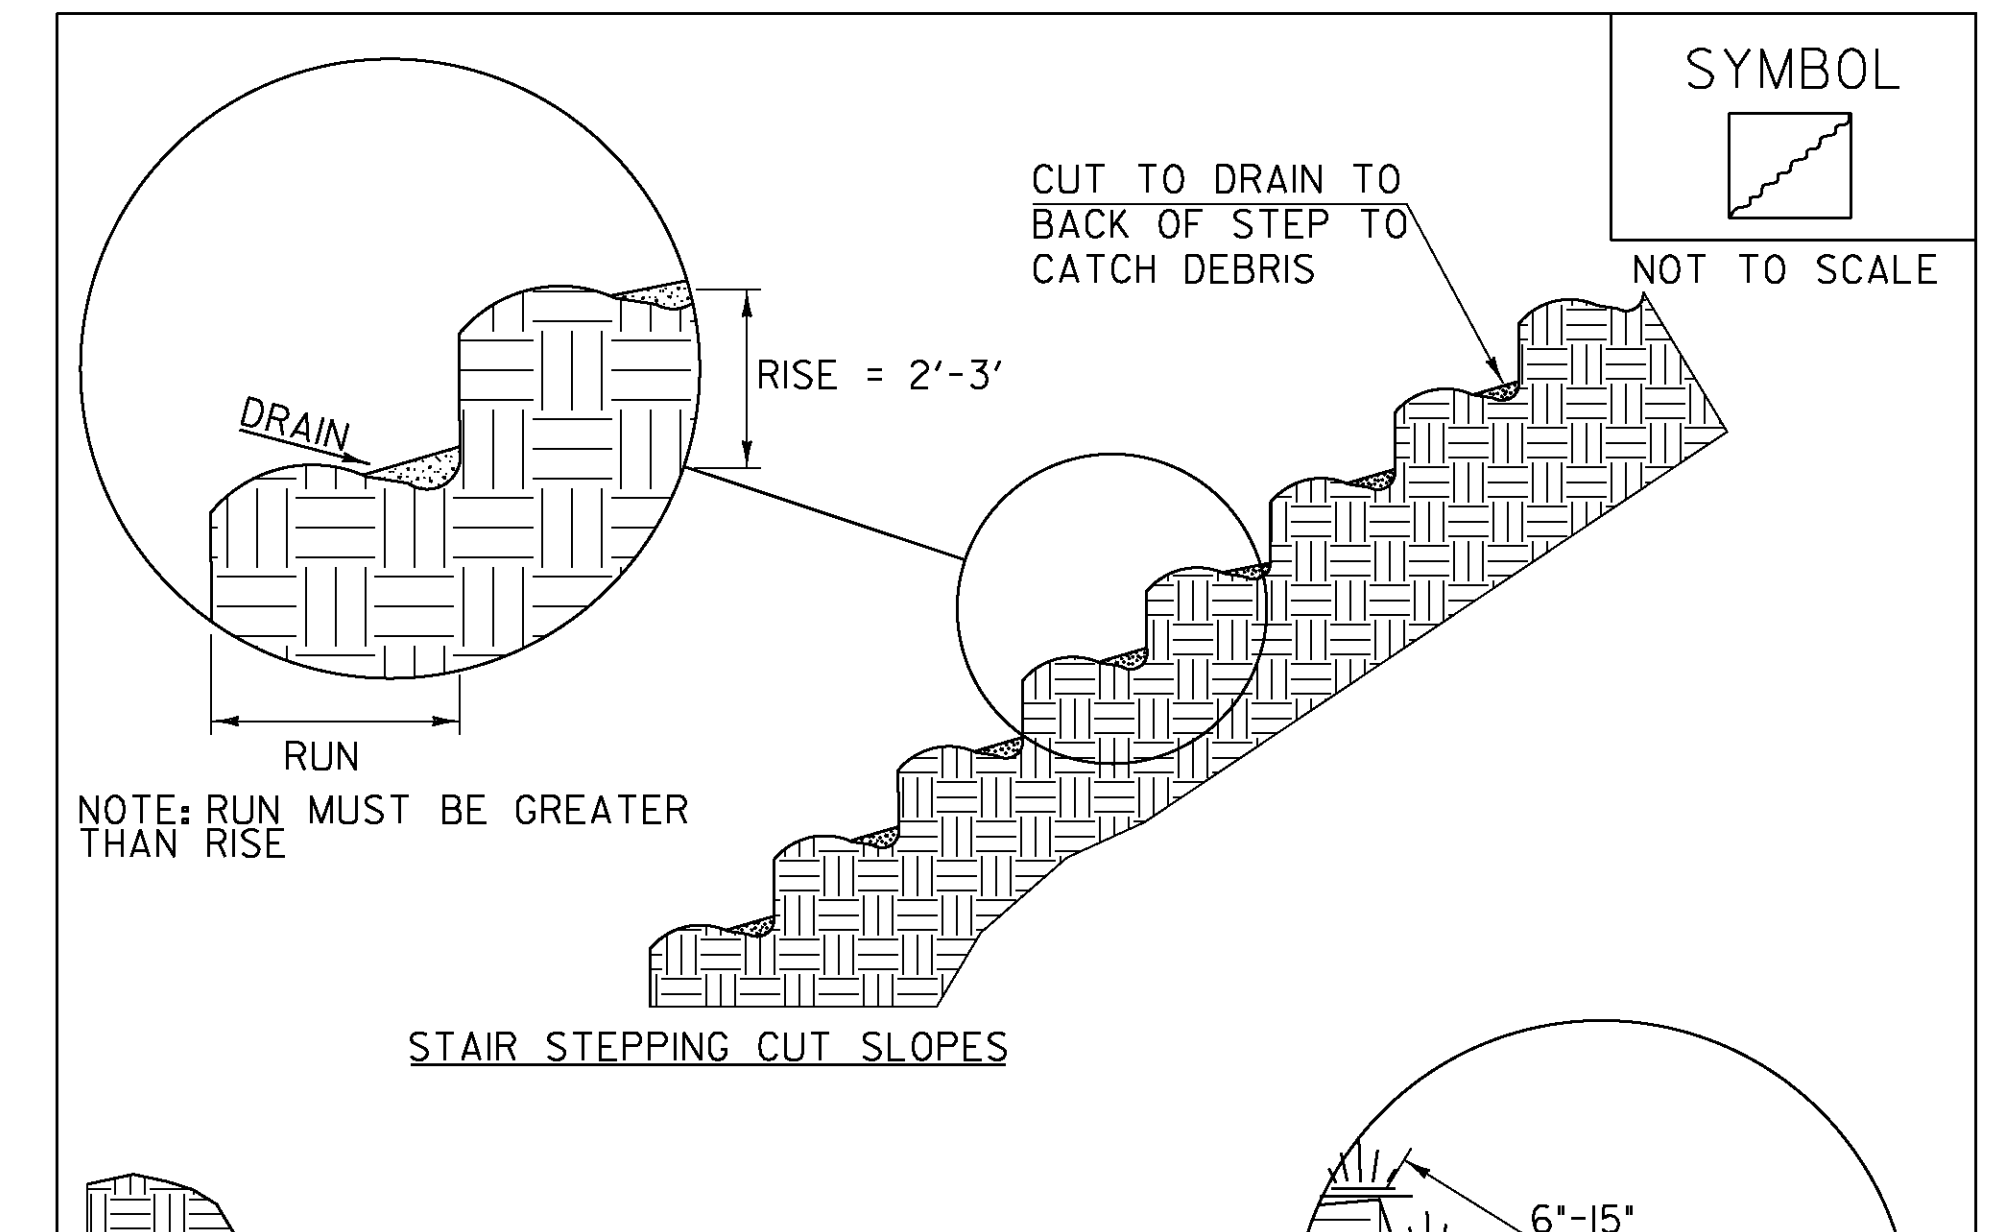 SYMBOL
CUT TO DRAIN TO
BACK OF STEP TO
CATCH DEBRIS
NOT TO SCALE
RISE = 2'-3'
DRAIN
RUN
NOTE: RUN MUST BE GREATER
THAN RISE
STAIR STEPPING CUT SLOPES
6"-15"